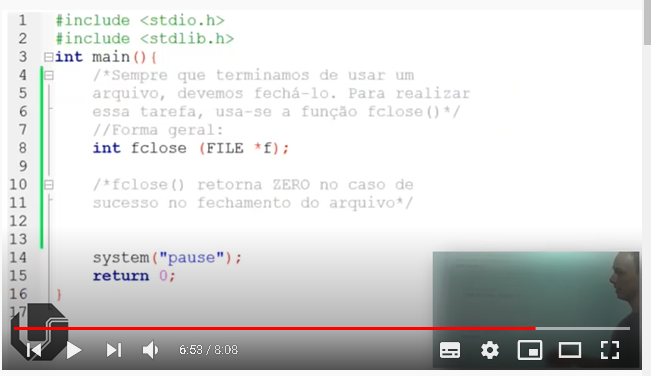 1 #include <stdio.h>
2 #include <stdlib.h>
3 int main(){
4 /*Sempre que terminamos de usar um
5 arquivo, devemos fechá-lo. Para realizar
6 essa tarefa, usa-se a função fclose()*/
7 //Forma geral:
8 int fclose (FILE *f);
9
10 /*fclose() retorna ZERO no caso de
11 sucesso no fechamento do arquivo*/
12
13
14 system("pause");
15 return 0;
16 }
17
6:53 / 8:08